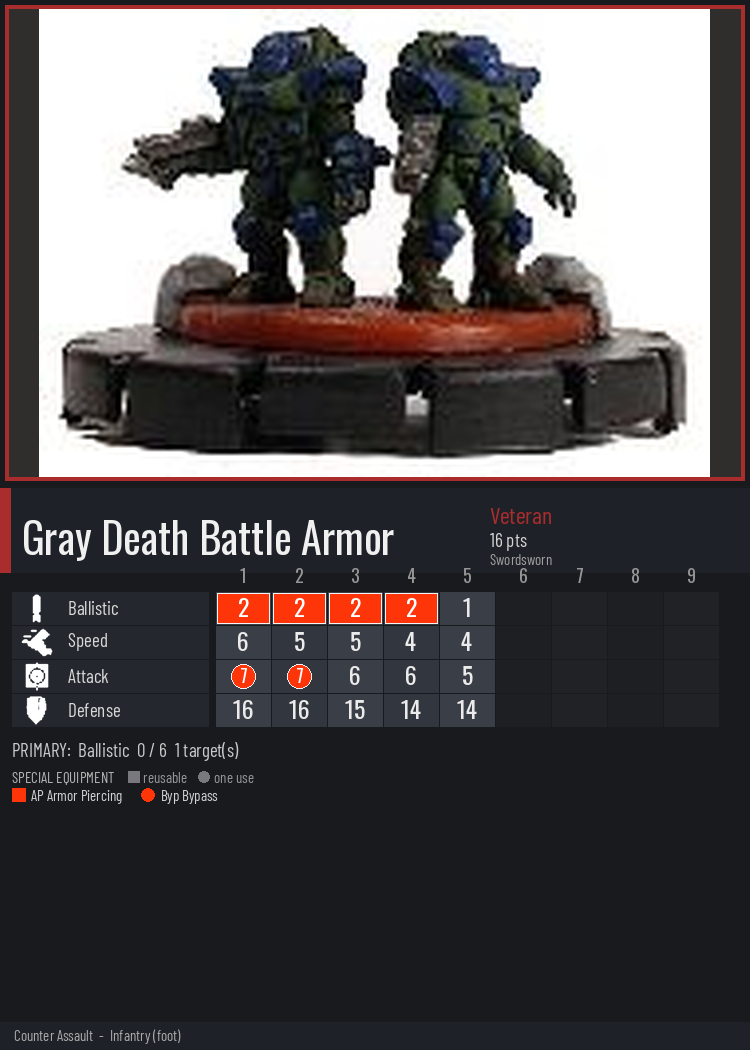 Gray Death Battle Armor
Veteran
16 pts
Swordsworn
1 2 3 4 5 6 7 8 9
Ballistic 2 2 2 2 1
Speed 6 5 5 4 4
Attack 7 7 6 6 5
Defense 16 16 15 14 14
PRIMARY: Ballistic 0 / 6 1 target(s)
SPECIAL EQUIPMENT reusable one use
AP Armor Piercing Byp Bypass
Counter Assault - Infantry (foot)